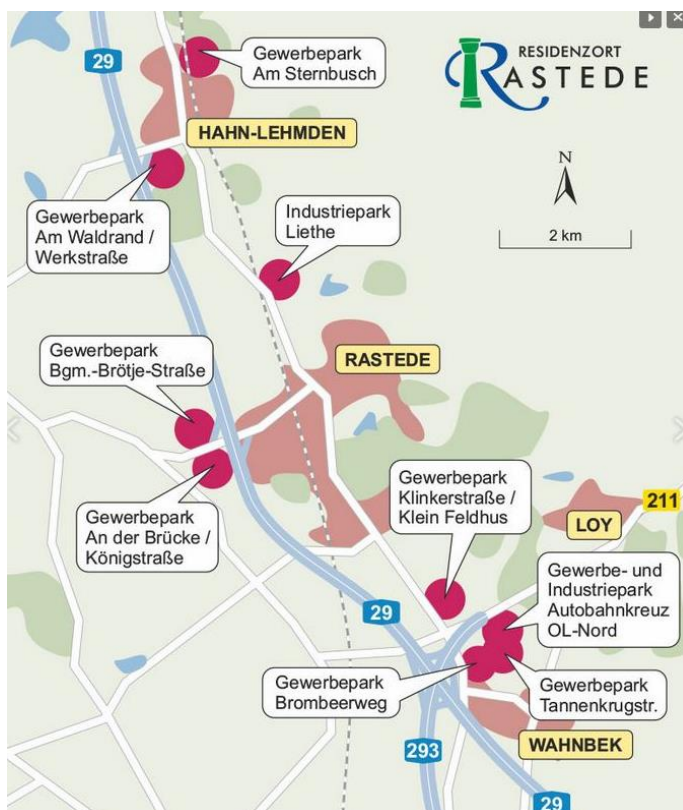 29
Gewerbepark
Am Sternbusch
RESIDENZORT
RASTEDE
HAHN-LEHMDEN
N
2 km
Gewerbepark
Am Waldrand /
Werkstraße
Industriepark
Liethe
Gewerbepark
Bgm.-Brötje-Straße
RASTEDE
Gewerbepark
An der Brücke /
Königstraße
Gewerbepark
Klinkerstraße /
Klein Feldhus
211
LOY
Gewerbe- und
Industriepark
Autobahnkreuz
OL-Nord
29
Gewerbepark
Brombeerweg
Gewerbepark
Tannenkrugstr.
WAHNBEK
293
29